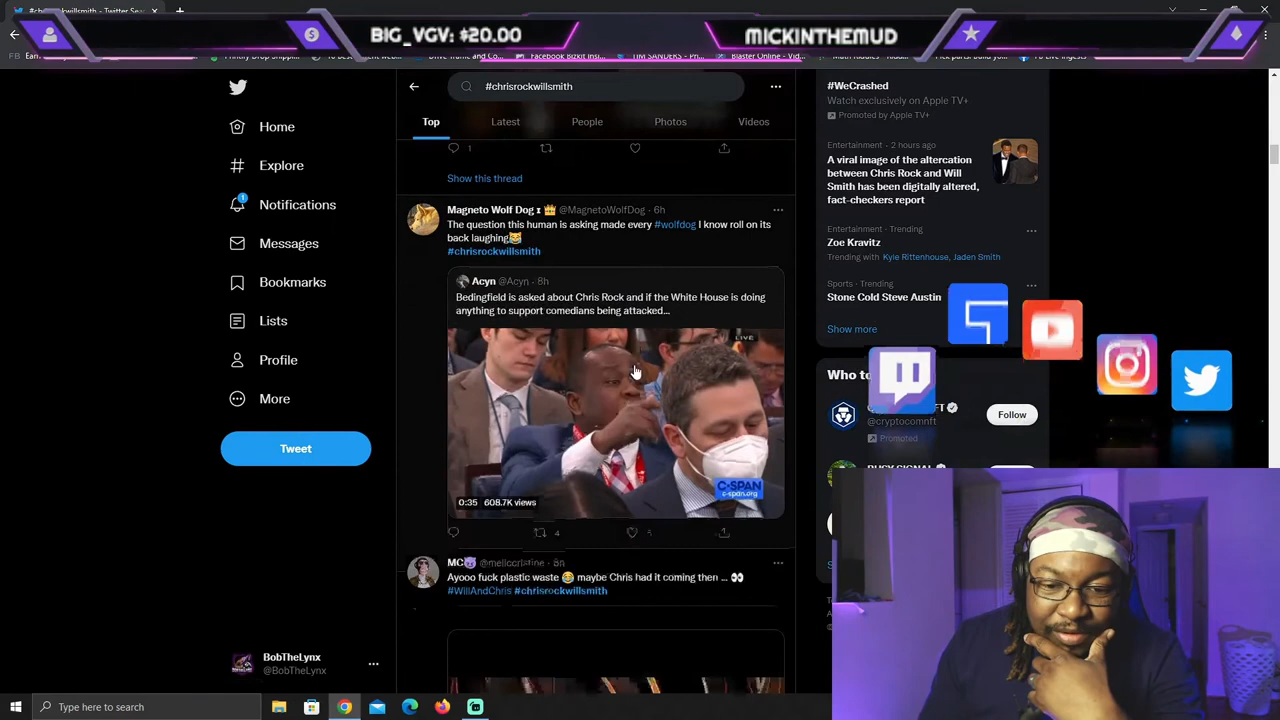 BIG_VGV: $20.00
MICKINTHEMUD
#chrisrockwillsmith
Top
Latest
People
Photos
Videos
Home
Explore
1
Notifications
Messages
Bookmarks
Lists
Profile
More
Tweet
BobTheLynx
@BobTheLynx
1
Show this thread
Magneto Wolf Dog @MagnetoWolfDog · 6h
The question this human is asking made every #wolfdog I know roll on its
back laughing
#chrisrockwillsmith
Acyn @Acyn · 8h
Bedingfield is asked about Chris Rock and if the White House is doing
anything to support comedians being attacked...
LIVE
C-SPAN
c-span.org
0:35 608.7K views
4
5
Ayooo fuck plastic waste 😂 maybe Chris had it coming then ... 👀
#WillAndChris #chrisrockwillsmith
#WeCrashed
Watch exclusively on Apple TV+
Promoted by Apple TV+
Entertainment · 2 hours ago
A viral image of the altercation
between Chris Rock and Will
Smith has been digitally altered,
fact-checkers report
Entertainment · Trending
Zoe Kravitz
Trending with Kyie Rittenhouse, Jaden Smith
Sports · Trending
Stone Cold Steve Austin
Show more
Who to
@cryptocomnft
Promoted
Follow
Type here to search